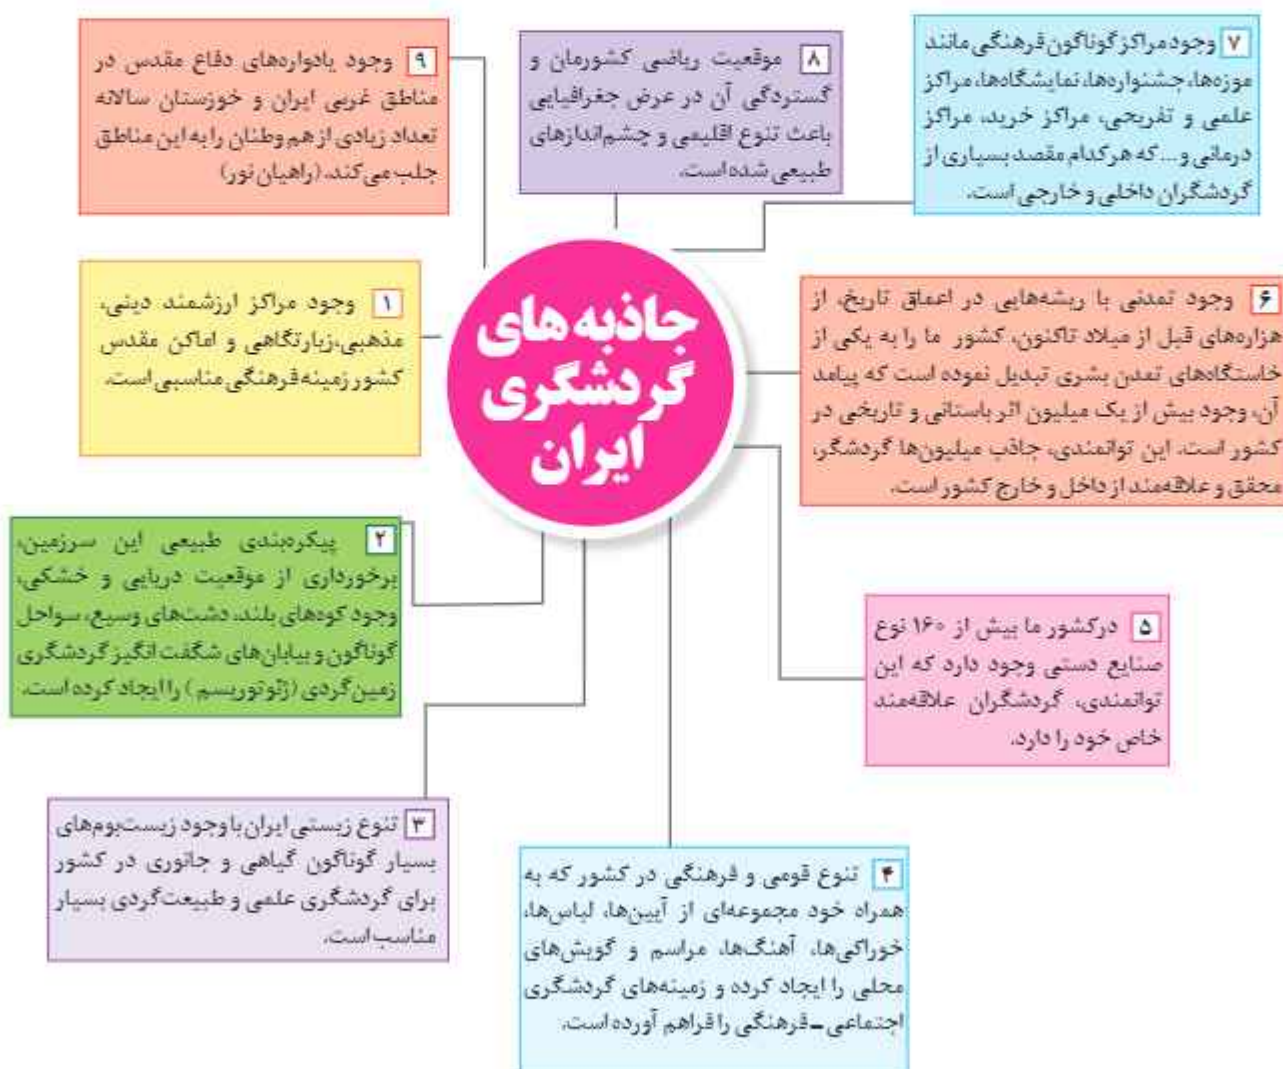 جاذبه‌های
گردشگری
ایران
۱ وجود مراکز ارزشمند دینی،
مذهبی،زیارتگاهی و اماکن مقدس
کشور زمینه فرهنگی مناسبی است.
۲ پیکره‌بندی طبیعی این سرزمین،
برخورداری از موقعیت دریایی و خشکی،
وجود کوه‌های بلند، دشت‌های وسیع، سواحل
گوناگون و بیابان‌های شگفت انگیز گردشگری
زمین‌گردی (ژئوتوریسم) را ایجاد کرده است.
۳ تنوع زیستی ایران با وجود زیست‌بوم‌های
بسیار گوناگون گیاهی و جانوری در کشور
برای گردشگری علمی و طبیعت‌گردی بسیار
مناسب است.
۴ تنوع قومی و فرهنگی در کشور که به
همراه خود مجموعه‌ای از آیین‌ها، لباس‌ها،
خوراکی‌ها، آهنگ‌ها، مراسم و گویش‌های
محلی را ایجاد کرده و زمینه‌های گردشگری
اجتماعی ـ فرهنگی را فراهم آورده است.
۵ درکشور ما بیش از ۱۶۰ نوع
صنایع دستی وجود دارد که این
توانمندی، گردشگران علاقه‌مند
خاص خود را دارد.
۶ وجود تمدنی با ریشه‌هایی در اعماق تاریخ، از
هزاره‌های قبل از میلاد تاکنون، کشور ما را به یکی از
خاستگاه‌های تمدن بشری تبدیل نموده است که پیامد
آن، وجود بیش از یک میلیون اثر باستانی و تاریخی در
کشور است. این توانمندی، جاذب میلیون‌ها گردشگر،
محقق و علاقه‌مند از داخل و خارج کشور است.
۷ وجود مراکز گوناگون فرهنگی مانند
موزه‌ها، جشنواره‌ها، نمایشگاه‌ها، مراکز
علمی و تفریحی، مراکز خرید، مراکز
درمانی و... که هر کدام مقصد بسیاری از
گردشگران داخلی و خارجی است.
۸ موقعیت ریاضی کشورمان و
گستردگی آن در عرض جغرافیایی
باعث تنوع اقلیمی و چشم‌اندازهای
طبیعی شده است.
۹ وجود یادواره‌های دفاع مقدس در
مناطق غربی ایران و خوزستان سالانه
تعداد زیادی از هم وطنان را به این مناطق
جلب می‌کند. (راهیان نور)